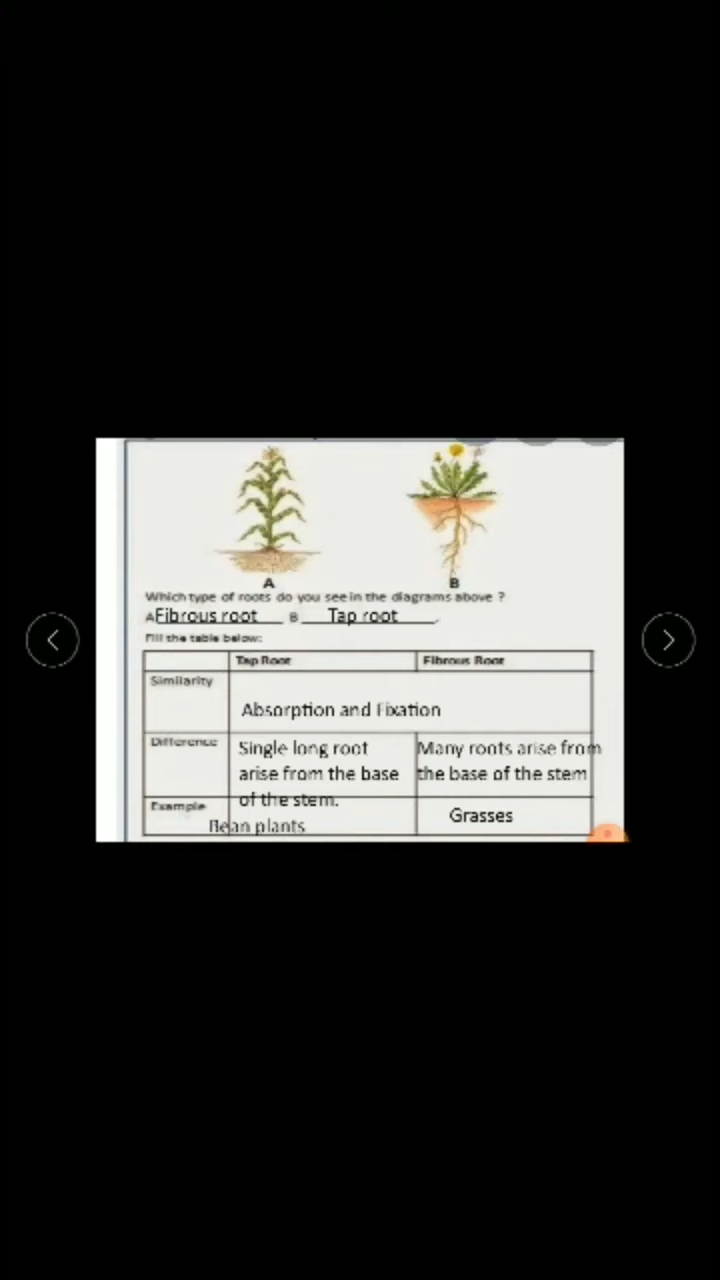 A B
Which type of roots do you see in the diagrams above ?
A Fibrous root B Tap root .
Fill the table below:
Tap Root Fibrous Root
Similarity
Absorption and Fixation
Difference Single long root Many roots arise from
arise from the base the base of the stem
of the stem.
Example Bean plants Grasses